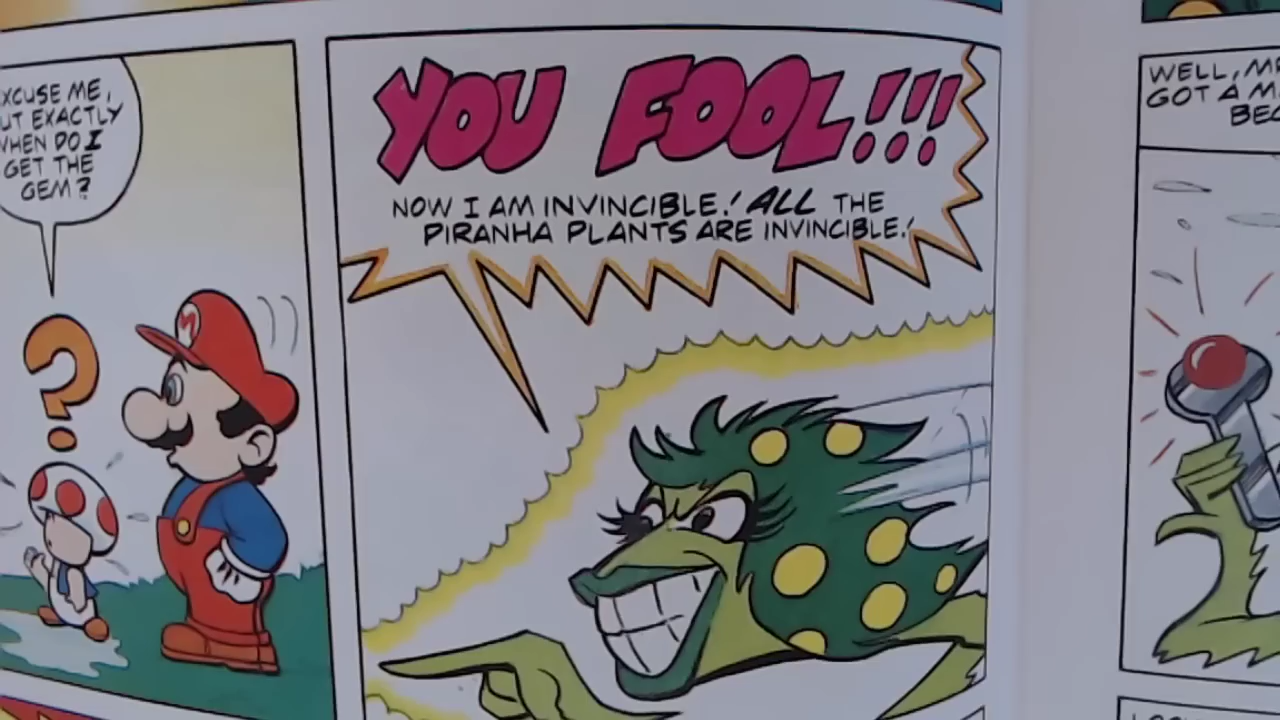 XCUSE ME,
UT EXACTLY
WHEN DO I
GET THE
GEM?
YOU FOOL!!!
NOW I AM INVINCIBLE! ALL THE
PIRANHA PLANTS ARE INVINCIBLE!
M
WELL, MR
GOT A M
BEC